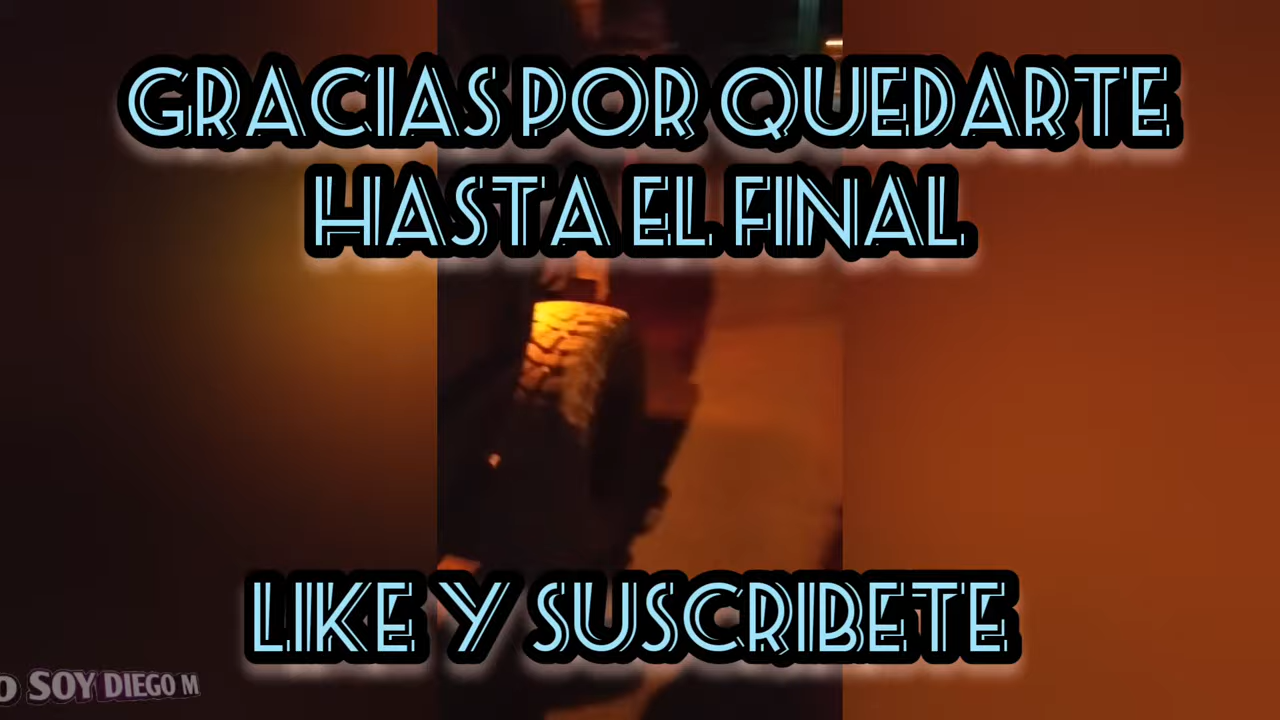 GRACIAS POR QUEDARTE
HASTA EL FINAL
LIKE Y SUSCRIBETE
O SOY DIEGO M